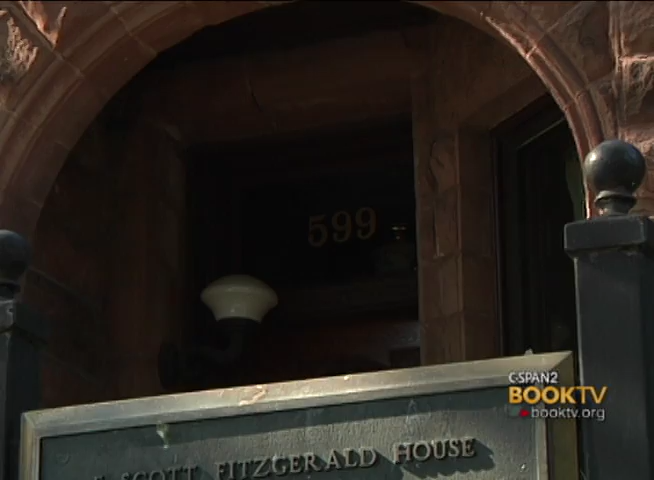 599
C-SPAN2
BOOKTV
booktv.org
SCOTT FITZGERALD HOUSE